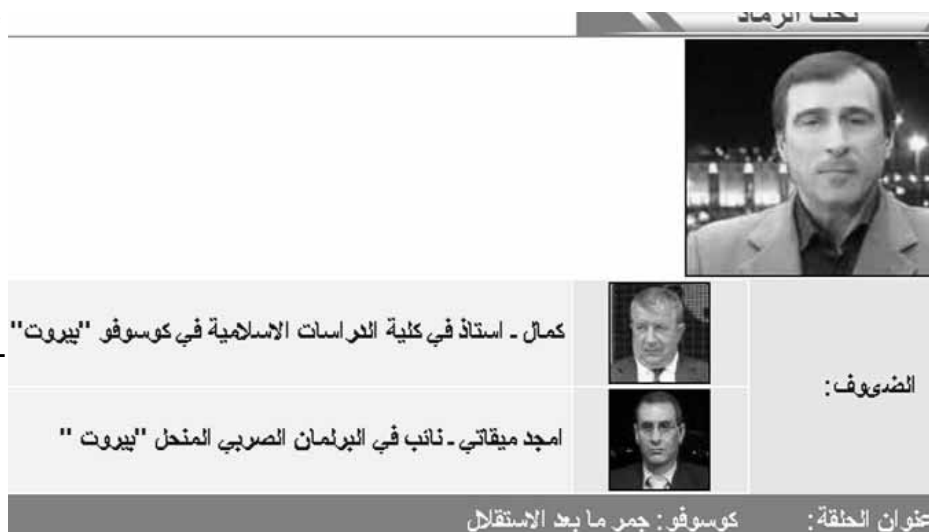 تحت الرماد
كمال - استاذ في كلية الدراسات الاسلامية في كوسوفو "بيروت"
الضيوف:
امجد ميقاتي - نائب في البرلمان الصربي المنحل "بيروت "
عنوان الحلقة: كوسوفو: جمر ما بعد الاستقلال